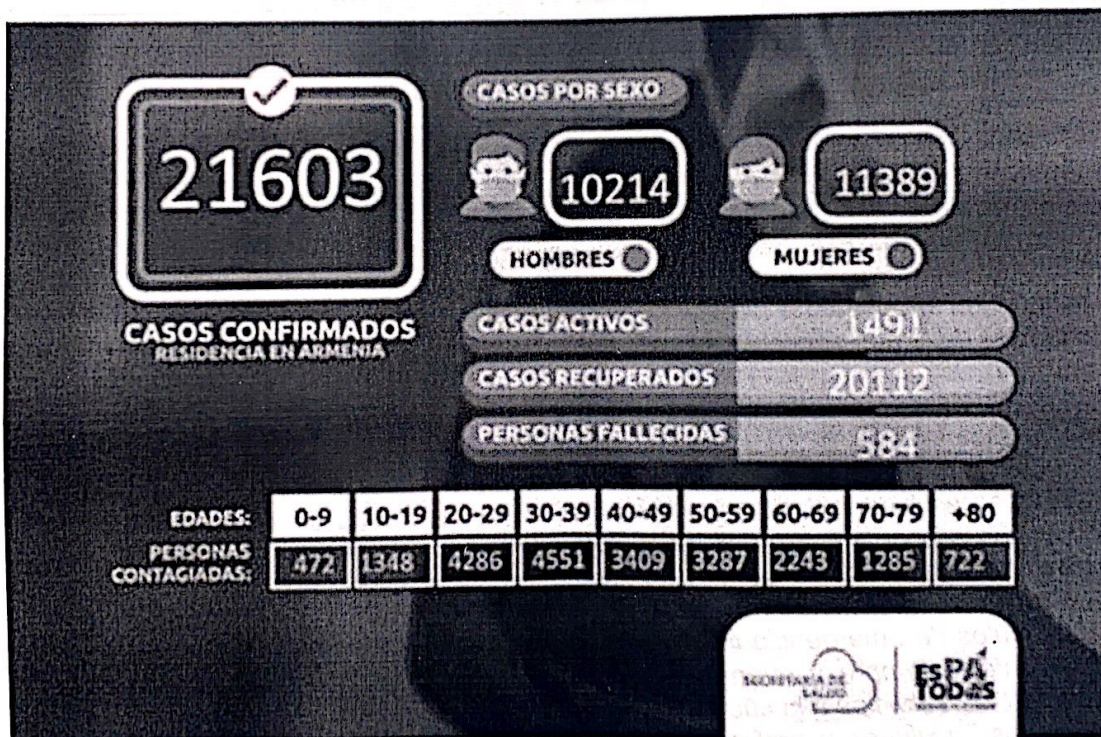 21603
CASOS CONFIRMADOS
RESIDENCIA EN ARMENIA
CASOS POR SEXO
10214
HOMBRES
11389
MUJERES
CASOS ACTIVOS 1491
CASOS RECUPERADOS 20112
PERSONAS FALLECIDAS 584
EDADES: 0-9 10-19 20-29 30-39 40-49 50-59 60-69 70-79 +80
PERSONAS
CONTAGIADAS: 472 1348 4286 4551 3409 3287 2243 1285 722
SECRETARÍA DE
SALUD
ES PA
TODOS